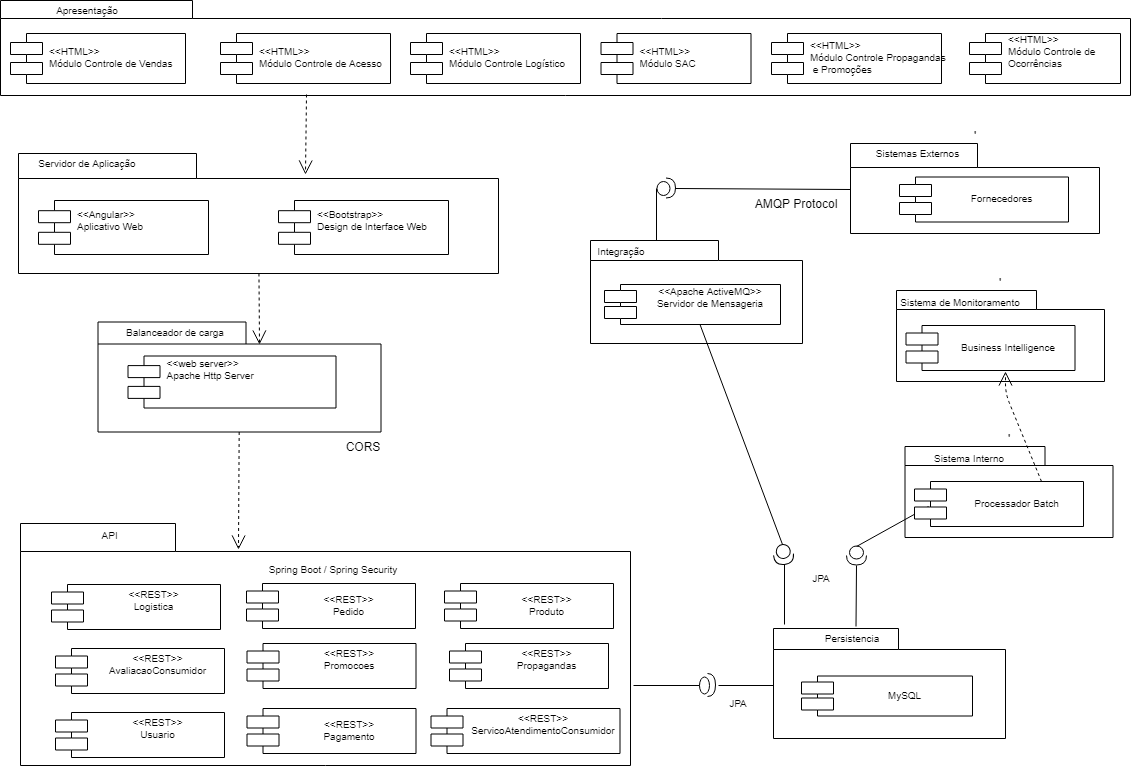 Apresentação
<<HTML>>
Módulo Controle de Vendas
<<HTML>>
Módulo Controle de Acesso
<<HTML>>
Módulo Controle Logístico
<<HTML>>
Módulo SAC
<<HTML>>
Módulo Controle Propagandas
e Promoções
<<HTML>>
Módulo Controle de
Ocorrências
Servidor de Aplicação
<<Angular>>
Aplicativo Web
<<Bootstrap>>
Design de Interface Web
Sistemas Externos
Fornecedores
AMQP Protocol
Integração
<<Apache ActiveMQ>>
Servidor de Mensageria
Sistema de Monitoramento
Business Intelligence
Balanceador de carga
<<web server>>
Apache Http Server
CORS
Sistema Interno
Processador Batch
API
Spring Boot / Spring Security
<<REST>>
Logistica
<<REST>>
Pedido
<<REST>>
Produto
<<REST>>
AvaliacaoConsumidor
<<REST>>
Promocoes
<<REST>>
Propagandas
<<REST>>
Usuario
<<REST>>
Pagamento
<<REST>>
ServicoAtendimentoConsumidor
JPA
JPA
Persistencia
MySQL